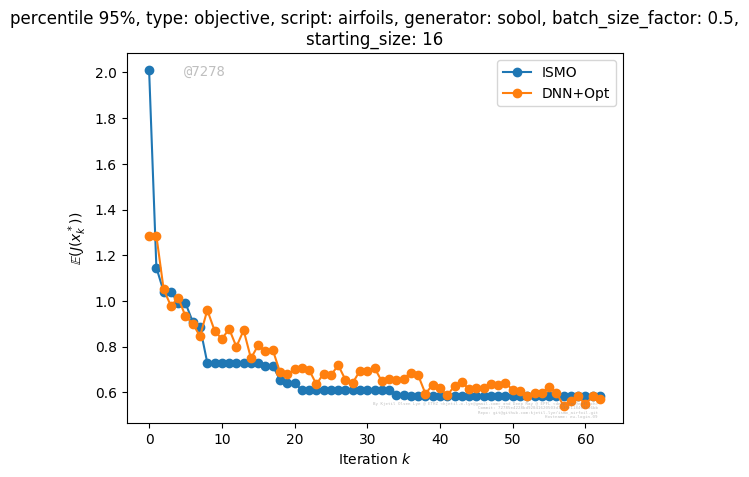 percentile 95%, type: objective, script: airfoils, generator: sobol, batch_size_factor: 0.5,
starting_size: 16
@7278
ISMO
DNN+Opt
2.0
1.8
1.6
1.4
1.2
1.0
0.8
0.6
𝔼(J(x*_k))
0 10 20 30 40 50 60
Iteration k